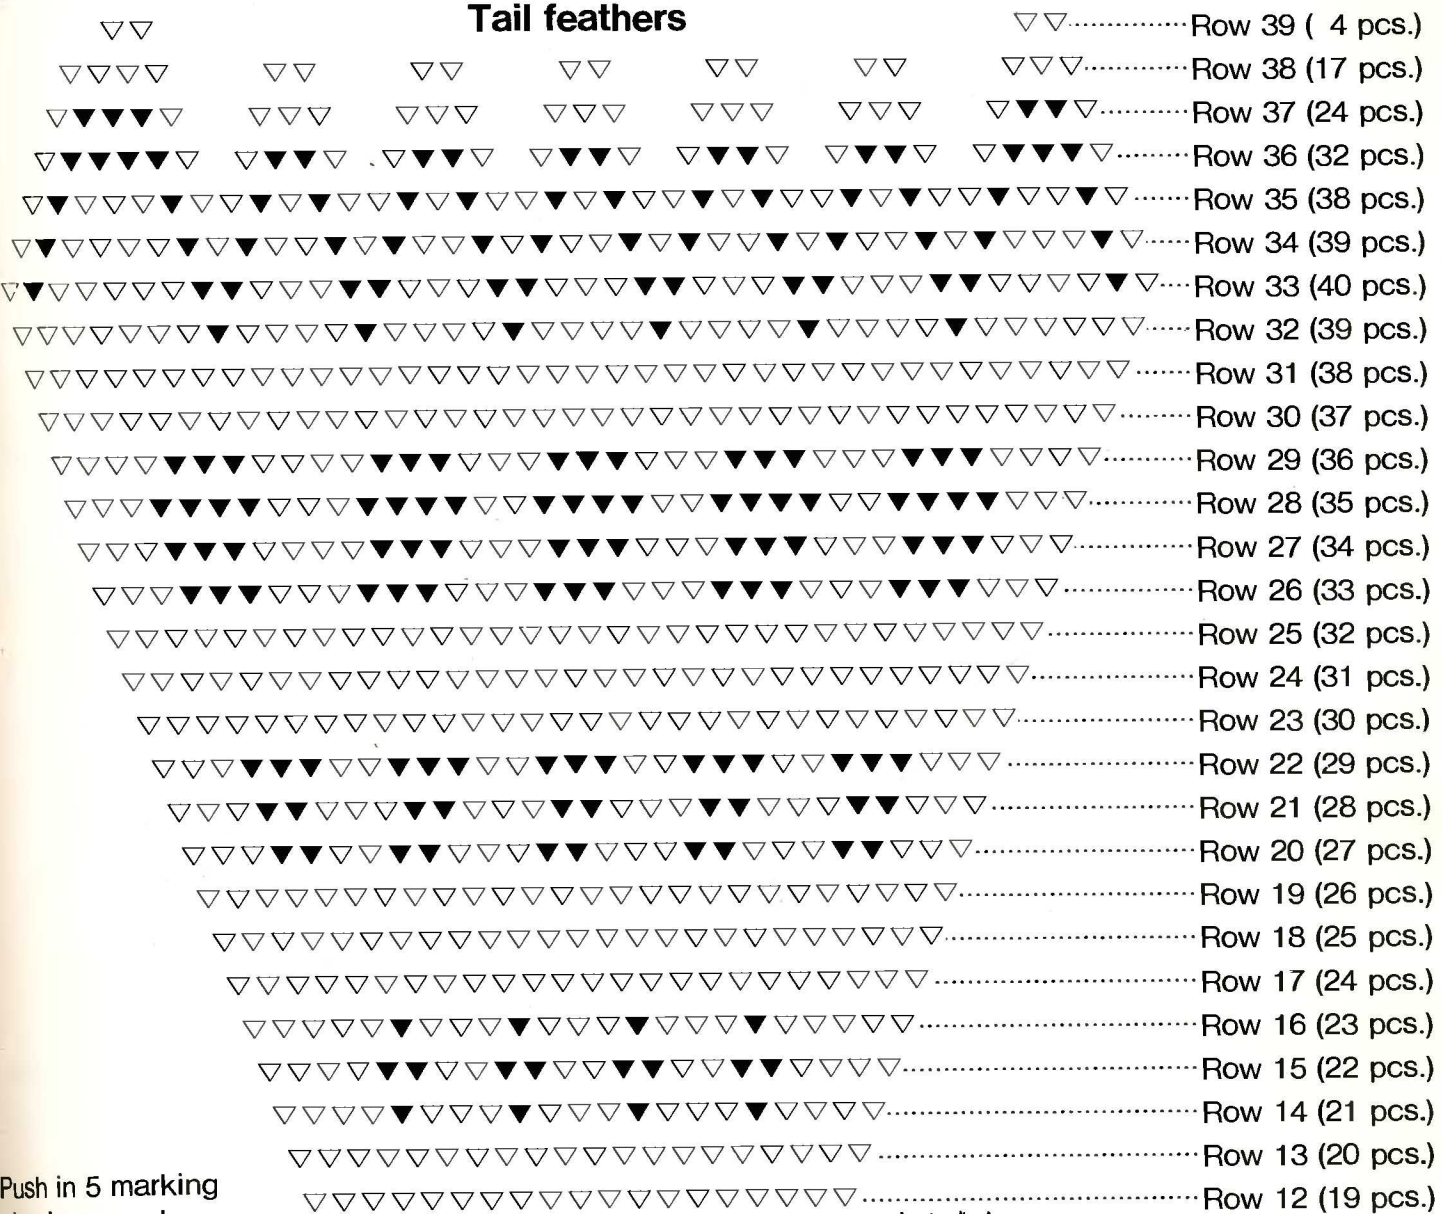 Tail feathers
Row 39 ( 4 pcs.)
Row 38 (17 pcs.)
Row 37 (24 pcs.)
Row 36 (32 pcs.)
Row 35 (38 pcs.)
Row 34 (39 pcs.)
Row 33 (40 pcs.)
Row 32 (39 pcs.)
Row 31 (38 pcs.)
Row 30 (37 pcs.)
Row 29 (36 pcs.)
Row 28 (35 pcs.)
Row 27 (34 pcs.)
Row 26 (33 pcs.)
Row 25 (32 pcs.)
Row 24 (31 pcs.)
Row 23 (30 pcs.)
Row 22 (29 pcs.)
Row 21 (28 pcs.)
Row 20 (27 pcs.)
Row 19 (26 pcs.)
Row 18 (25 pcs.)
Row 17 (24 pcs.)
Row 16 (23 pcs.)
Row 15 (22 pcs.)
Row 14 (21 pcs.)
Row 13 (20 pcs.)
Push in 5 marking
Row 12 (19 pcs.)